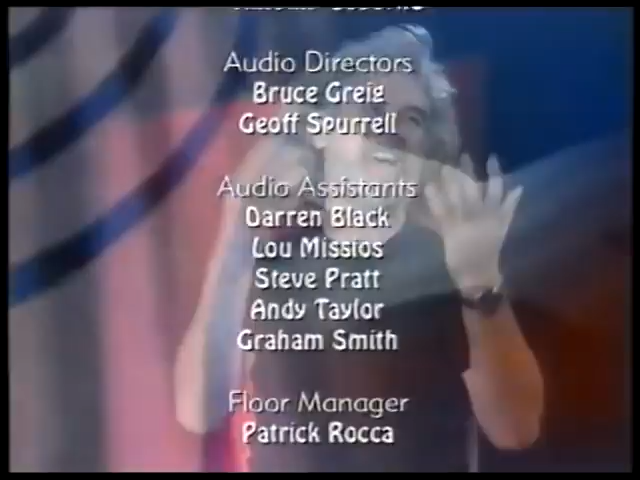 Audio Directors
Bruce Greig
Geoff Spurrell
Audio Assistants
Darren Black
Lou Misstos
Steve Pratt
Andy Taylor
Graham Smith
Floor Manager
Patrick Rocca